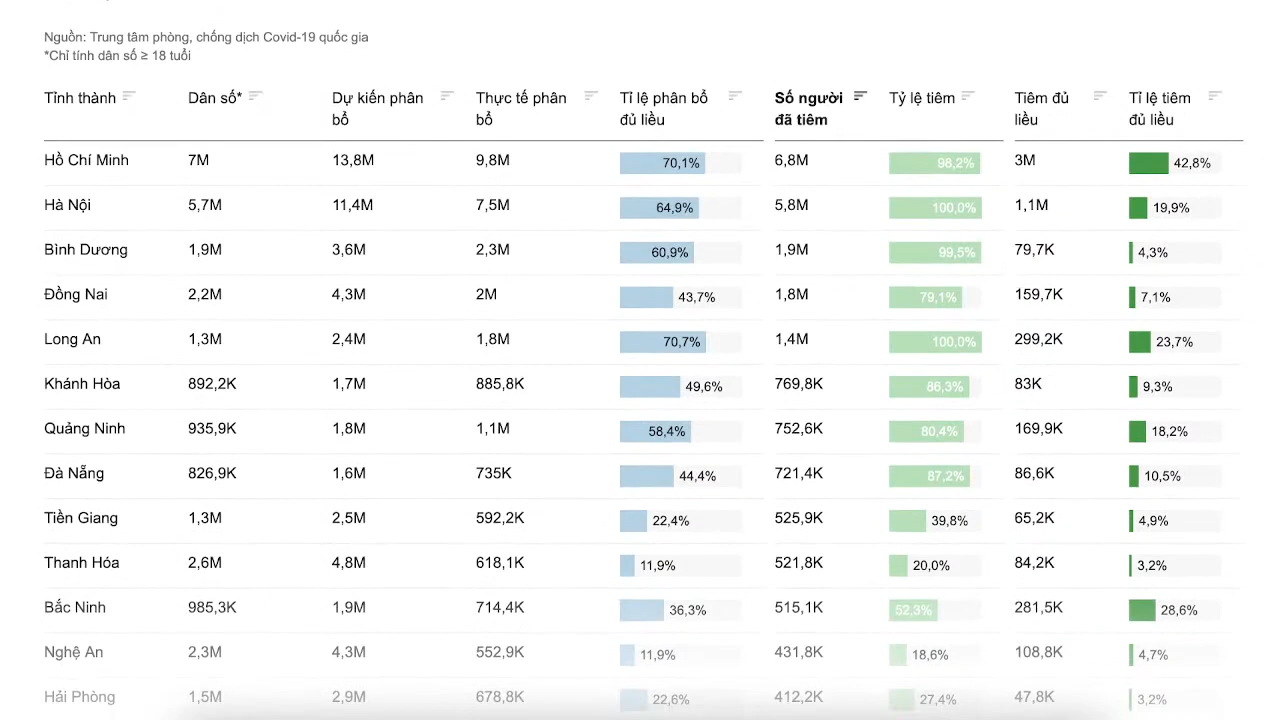 Nguồn: Trung tâm phòng, chống dịch Covid-19 quốc gia
*Chỉ tính dân số ≥ 18 tuổi
Tỉnh thành Dân số* Dự kiến phân bổ Thực tế phân bổ Tỉ lệ phân bổ đủ liều Số người đã tiêm Tỷ lệ tiêm Tiêm đủ liều Tỉ lệ tiêm đủ liều
Hồ Chí Minh 7M 13,8M 9,8M 70,1% 6,8M 98,2% 3M 42,8%
Hà Nội 5,7M 11,4M 7,5M 64,9% 5,8M 100,0% 1,1M 19,9%
Bình Dương 1,9M 3,6M 2,3M 60,9% 1,9M 99,5% 79,7K 4,3%
Đồng Nai 2,2M 4,3M 2M 43,7% 1,8M 79,1% 159,7K 7,1%
Long An 1,3M 2,4M 1,8M 70,7% 1,4M 100,0% 299,2K 23,7%
Khánh Hòa 892,2K 1,7M 885,8K 49,6% 769,8K 86,3% 83K 9,3%
Quảng Ninh 935,9K 1,8M 1,1M 58,4% 752,6K 80,4% 169,9K 18,2%
Đà Nẵng 826,9K 1,6M 735K 44,4% 721,4K 87,2% 86,6K 10,5%
Tiền Giang 1,3M 2,5M 592,2K 22,4% 525,9K 39,8% 65,2K 4,9%
Thanh Hóa 2,6M 4,8M 618,1K 11,9% 521,8K 20,0% 84,2K 3,2%
Bắc Ninh 985,3K 1,9M 714,4K 36,3% 515,1K 52,3% 281,5K 28,6%
Nghệ An 2,3M 4,3M 552,9K 11,9% 431,8K 18,6% 108,8K 4,7%
Hải Phòng 1,5M 2,9M 678,8K 22,6% 412,2K 27,4% 47,8K 3,2%